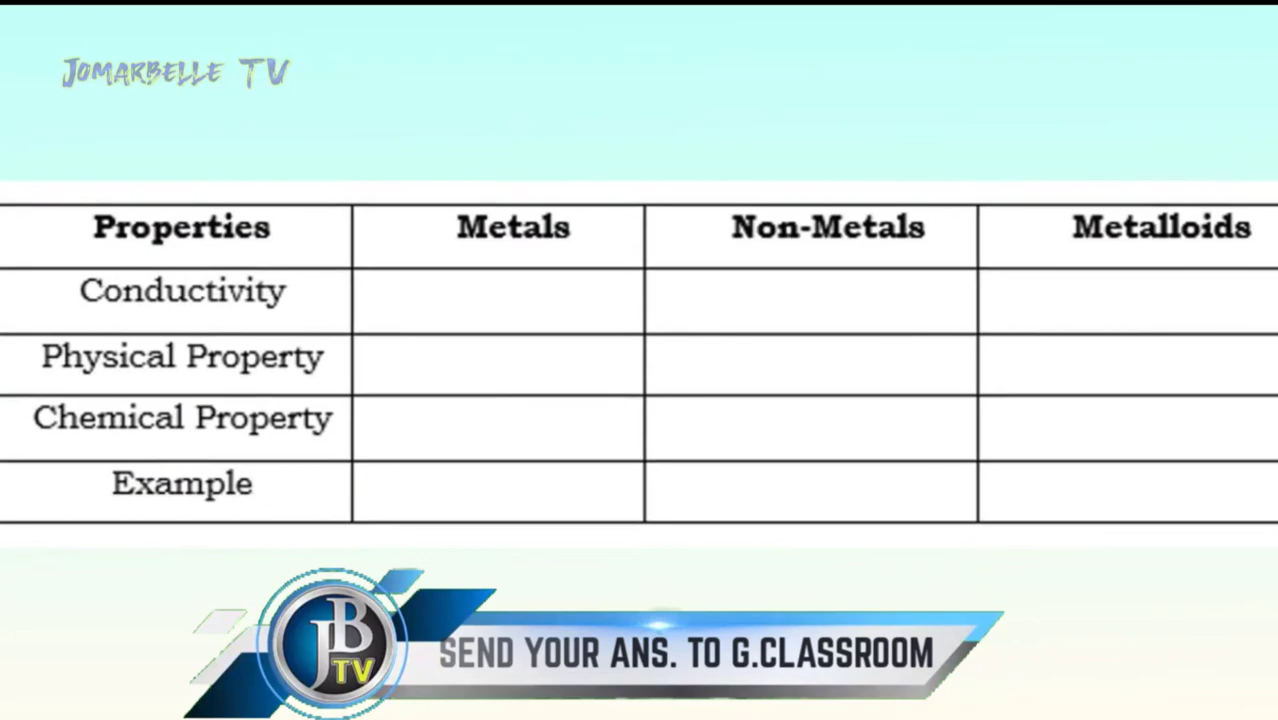 JOMARBELLE TV
Properties Metals Non-Metals Metalloids
Conductivity
Physical Property
Chemical Property
Example
JB
TV
SEND YOUR ANS. TO G.CLASSROOM